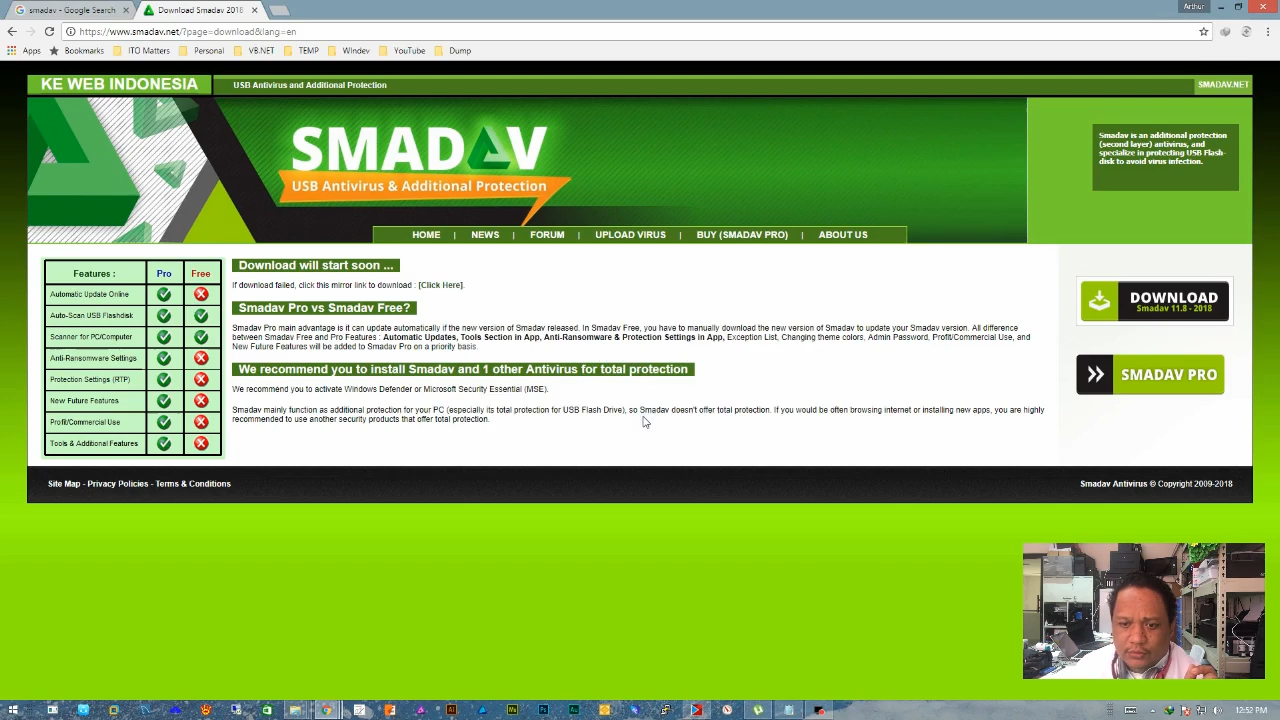 smadav - Google Search
Download Smadav 2018
Arthur
https://www.smadav.net/?page=download&lang=en
Apps
Bookmarks
ITO Matters
Personal
VB.NET
TEMP
WIndev
YouTube
Dump
KE WEB INDONESIA
USB Antivirus and Additional Protection
SMADAV.NET
SMADAV
USB Antivirus & Additional Protection
Smadav is an additional protection
(second layer) antivirus, and
specialize in protecting USB Flash-
disk to avoid virus infection.
HOME | NEWS | FORUM | UPLOAD VIRUS | BUY (SMADAV PRO) | ABOUT US
Features : Pro Free
Automatic Update Online
Auto-Scan USB Flashdisk
Scanner for PC/Computer
Anti-Ransomware Settings
Protection Settings (RTP)
New Future Features
Profit/Commercial Use
Tools & Additional Features
Download will start soon ...
If download failed, click this mirror link to download : [Click Here].
Smadav Pro vs Smadav Free?
Smadav Pro main advantage is it can update automatically if the new version of Smadav released. In Smadav Free, you have to manually download the new version of Smadav to update your Smadav version. All difference
between Smadav Free and Pro Features : Automatic Updates, Tools Section in App, Anti-Ransomware & Protection Settings in App, Exception List, Changing theme colors, Admin Password, Profit/Commercial Use, and
New Future Features will be added to Smadav Pro on a priority basis.
We recommend you to install Smadav and 1 other Antivirus for total protection
We recommend you to activate Windows Defender or Microsoft Security Essential (MSE).
Smadav mainly function as additional protection for your PC (especially its total protection for USB Flash Drive), so Smadav doesn't offer total protection. If you would be often browsing internet or installing new apps, you are highly
recommended to use another security products that offer total protection.
DOWNLOAD
Smadav 11.8 - 2018
SMADAV PRO
Site Map - Privacy Policies - Terms & Conditions
Smadav Antivirus © Copyright 2009-2018
12:52 PM